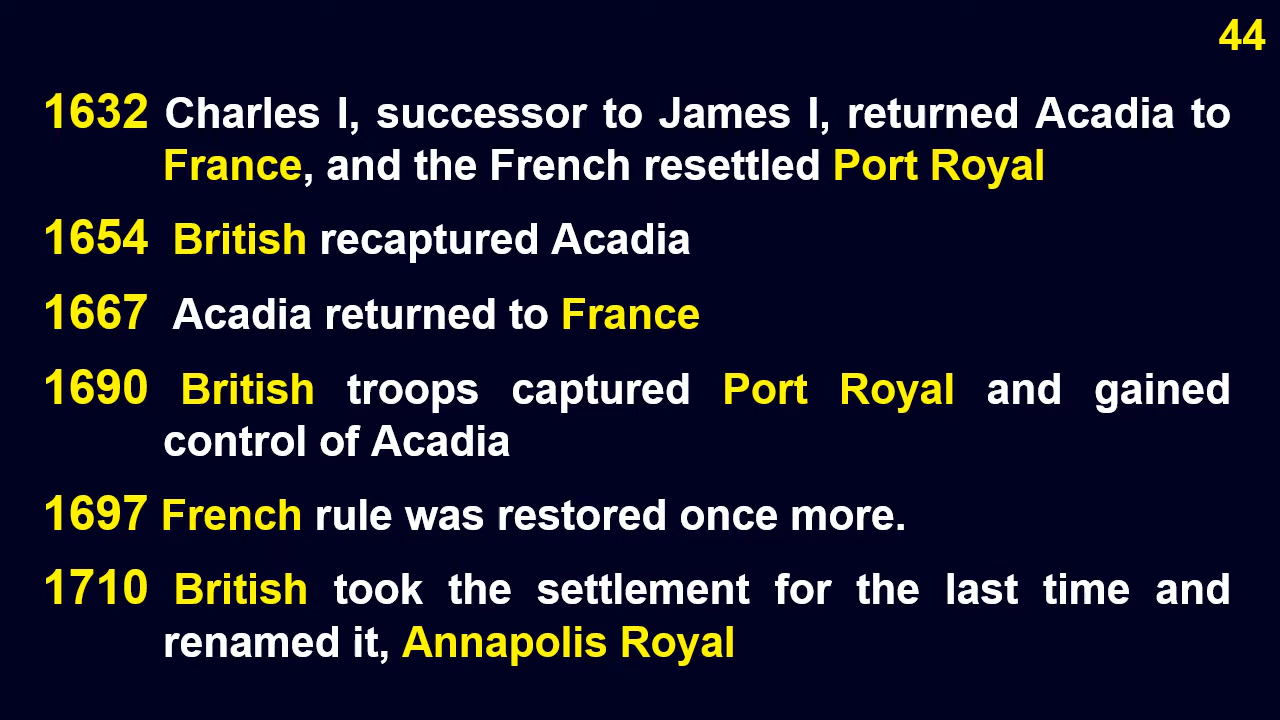 44
1632 Charles I, successor to James I, returned Acadia to
France, and the French resettled Port Royal
1654 British recaptured Acadia
1667 Acadia returned to France
1690 British troops captured Port Royal and gained
control of Acadia
1697 French rule was restored once more.
1710 British took the settlement for the last time and
renamed it, Annapolis Royal